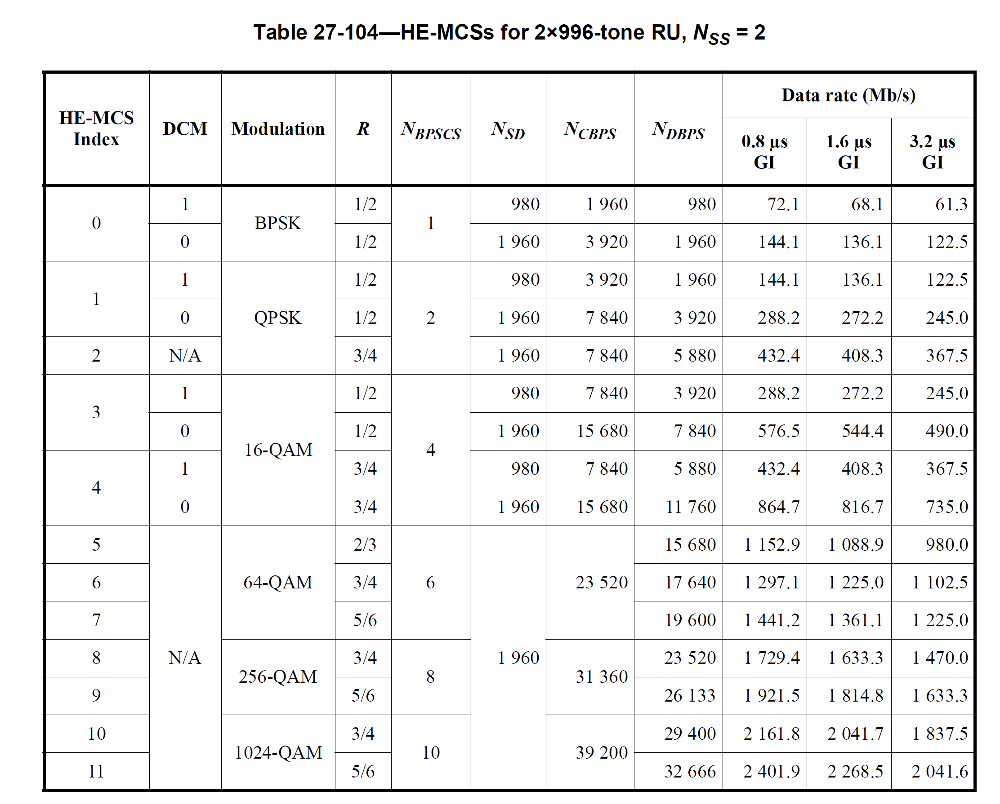 Table 27-104—HE-MCSs for 2×996-tone RU, N_SS = 2
HE-MCS Index DCM Modulation R N_BPSCS N_SD N_CBPS N_DBPS Data rate (Mb/s)
0.8 µs GI 1.6 µs GI 3.2 µs GI
0 1 BPSK 1/2 1 980 1 960 980 72.1 68.1 61.3
0 1/2 1 960 3 920 1 960 144.1 136.1 122.5
1 1 QPSK 1/2 2 980 3 920 1 960 144.1 136.1 122.5
0 1/2 1 960 7 840 3 920 288.2 272.2 245.0
2 N/A 3/4 1 960 7 840 5 880 432.4 408.3 367.5
3 1 16-QAM 1/2 4 980 7 840 3 920 288.2 272.2 245.0
0 1/2 1 960 15 680 7 840 576.5 544.4 490.0
4 1 3/4 980 7 840 5 880 432.4 408.3 367.5
0 3/4 1 960 15 680 11 760 864.7 816.7 735.0
5 N/A 64-QAM 2/3 6 1 960 23 520 15 680 1 152.9 1 088.9 980.0
6 3/4 17 640 1 297.1 1 225.0 1 102.5
7 5/6 19 600 1 441.2 1 361.1 1 225.0
8 256-QAM 3/4 8 31 360 23 520 1 729.4 1 633.3 1 470.0
9 5/6 26 133 1 921.5 1 814.8 1 633.3
10 1024-QAM 3/4 10 39 200 29 400 2 161.8 2 041.7 1 837.5
11 5/6 32 666 2 401.9 2 268.5 2 041.6